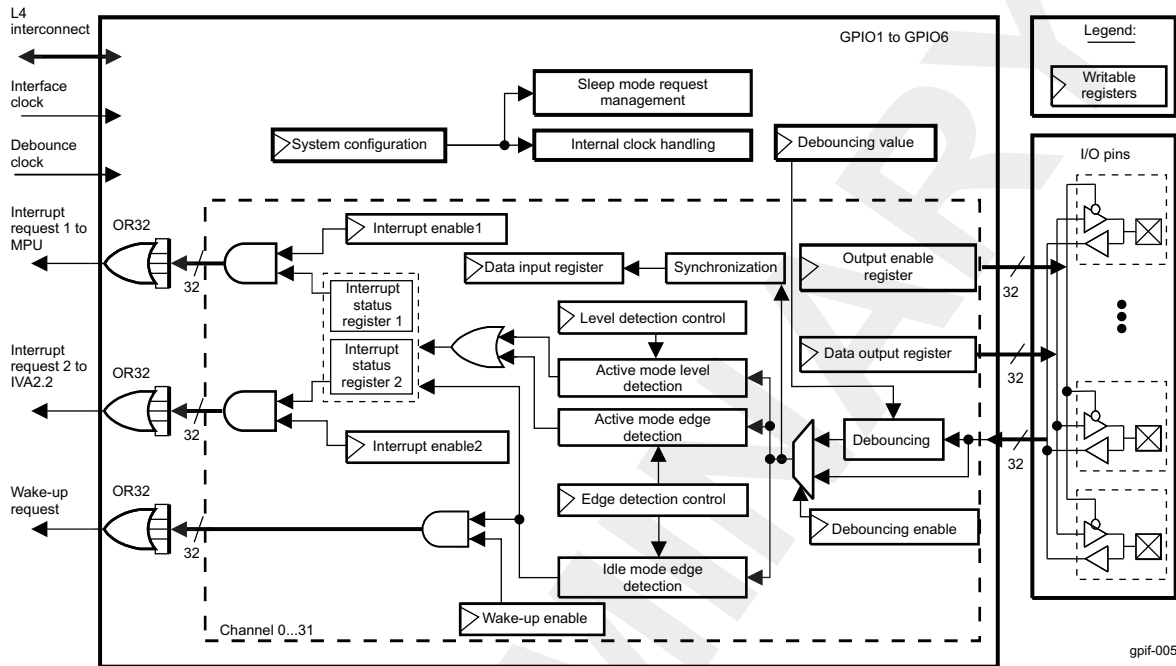 L4
interconnect
Interface
clock
Debounce
clock
Interrupt
request 1 to
MPU
Interrupt
request 2 to
IVA2.2
Wake-up
request
GPIO1 to GPIO6
Sleep mode request
management
System configuration
Internal clock handling
Debouncing value
OR32
32
Interrupt enable1
Data input register
Synchronization
Output enable
register
32
Interrupt
status
register 1
Level detection control
Interrupt
status
register 2
Active mode level
detection
Data output register
32
OR32
32
Active mode edge
detection
Debouncing
32
Interrupt enable2
OR32
32
Edge detection control
Debouncing enable
Idle mode edge
detection
Wake-up enable
Channel 0...31
Legend:
Writable
registers
I/O pins
gpif-005
MINARY